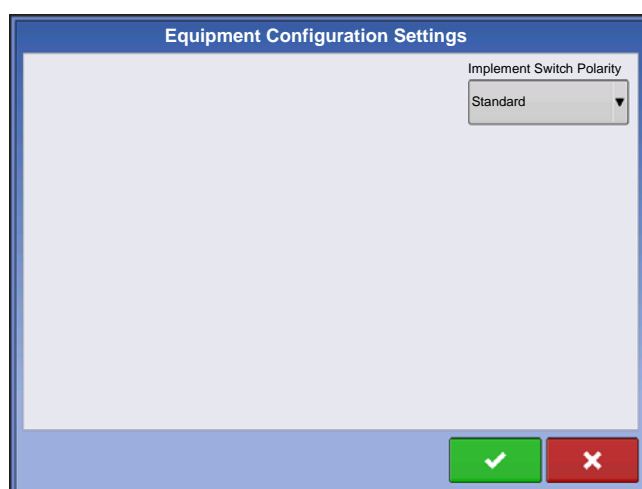 Equipment Configuration Settings
Implement Switch Polarity
Standard